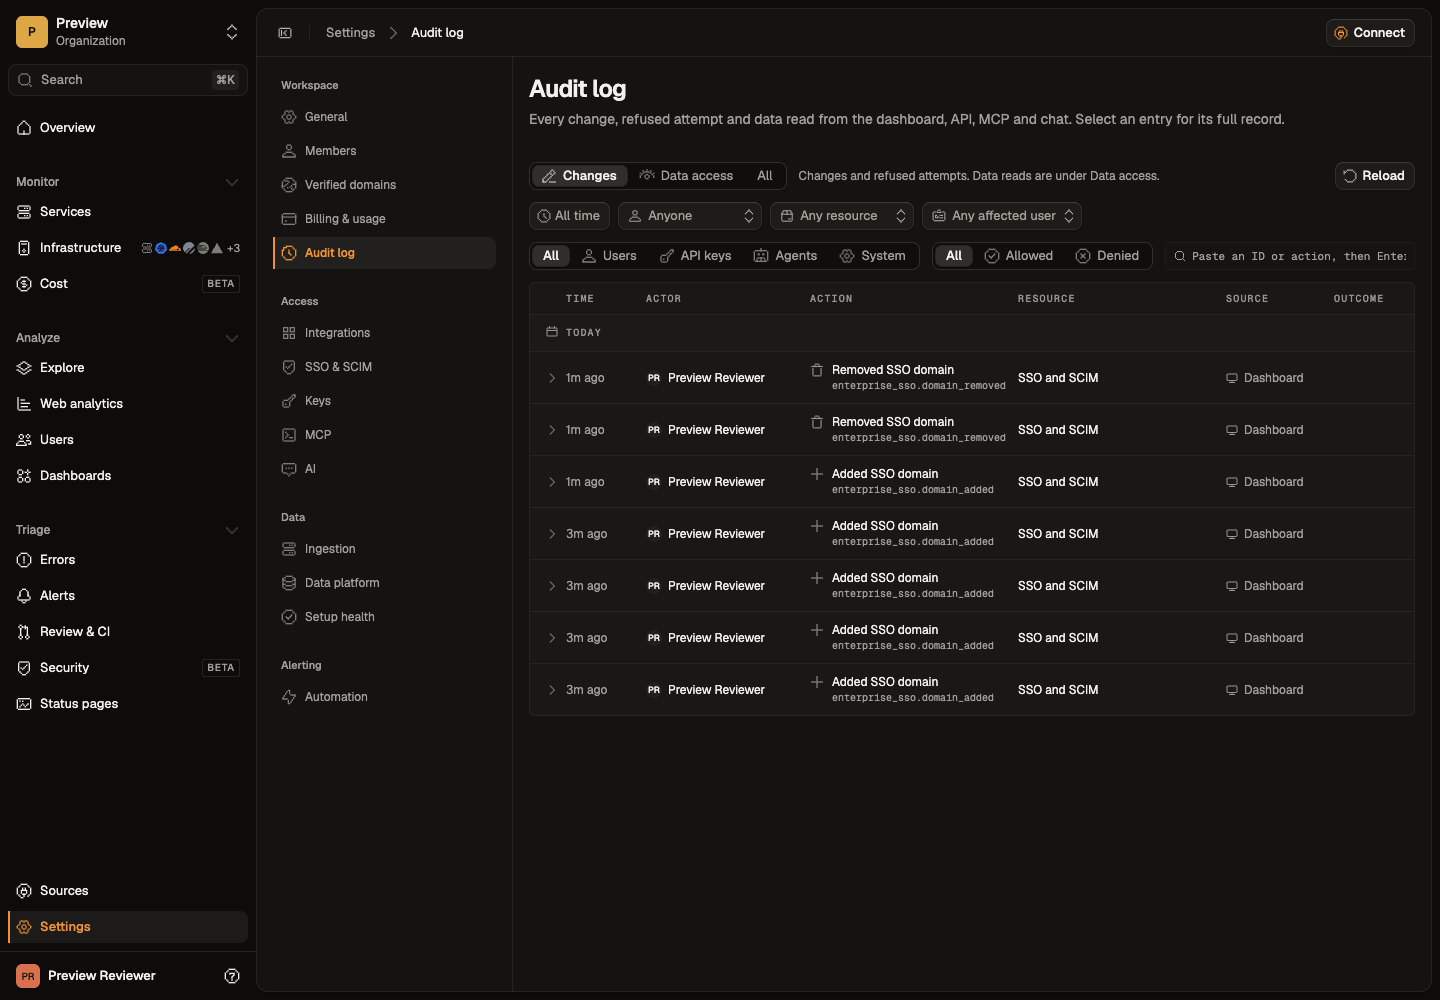 P
Preview
Organization
Search
⌘K
Overview
Monitor
Services
Infrastructure
+3
Cost
BETA
Analyze
Explore
Web analytics
Users
Dashboards
Triage
Errors
Alerts
Review & CI
Security
BETA
Status pages
Sources
Settings
PR
Preview Reviewer
Settings
Audit log
Connect
Workspace
General
Members
Verified domains
Billing & usage
Audit log
Access
Integrations
SSO & SCIM
Keys
MCP
AI
Data
Ingestion
Data platform
Setup health
Alerting
Automation
Audit log
Every change, refused attempt and data read from the dashboard, API, MCP and chat. Select an entry for its full record.
Changes
Data access
All
Changes and refused attempts. Data reads are under Data access.
Reload
All time
Anyone
Any resource
Any affected user
All
Users
API keys
Agents
System
All
Allowed
Denied
Paste an ID or action, then Enter
TIME
ACTOR
ACTION
RESOURCE
SOURCE
OUTCOME
TODAY
1m ago
PR
Preview Reviewer
Removed SSO domain
enterprise_sso.domain_removed
SSO and SCIM
Dashboard
1m ago
PR
Preview Reviewer
Removed SSO domain
enterprise_sso.domain_removed
SSO and SCIM
Dashboard
1m ago
PR
Preview Reviewer
Added SSO domain
enterprise_sso.domain_added
SSO and SCIM
Dashboard
3m ago
PR
Preview Reviewer
Added SSO domain
enterprise_sso.domain_added
SSO and SCIM
Dashboard
3m ago
PR
Preview Reviewer
Added SSO domain
enterprise_sso.domain_added
SSO and SCIM
Dashboard
3m ago
PR
Preview Reviewer
Added SSO domain
enterprise_sso.domain_added
SSO and SCIM
Dashboard
3m ago
PR
Preview Reviewer
Added SSO domain
enterprise_sso.domain_added
SSO and SCIM
Dashboard